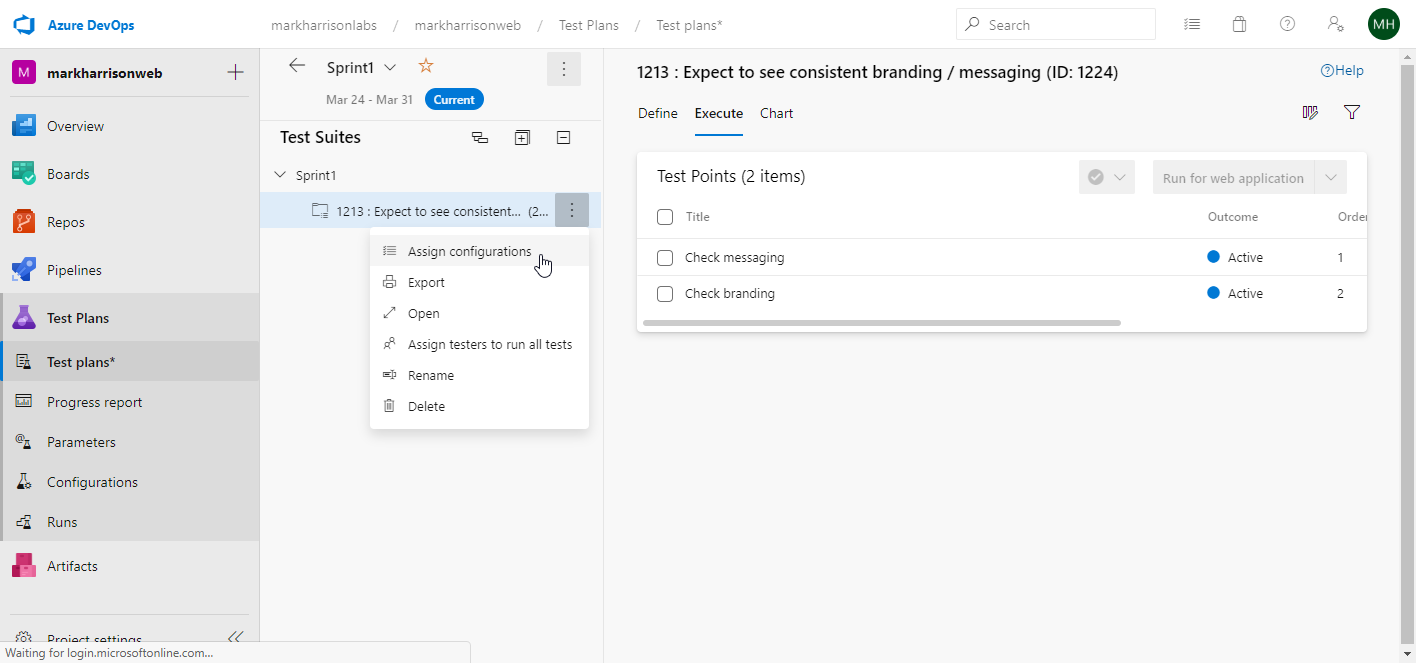 Azure DevOps
markharrisonlabs / markharrisonweb / Test Plans / Test plans*
Search
MH
M markharrisonweb
Overview
Boards
Repos
Pipelines
Test Plans
Test plans*
Progress report
Parameters
Configurations
Runs
Artifacts
Project settings
Waiting for login.microsoftonline.com...
Sprint1
Mar 24 - Mar 31 Current
Test Suites
Sprint1
1213 : Expect to see consistent... (2...
Assign configurations
Export
Open
Assign testers to run all tests
Rename
Delete
1213 : Expect to see consistent branding / messaging (ID: 1224)
Help
Define Execute Chart
Test Points (2 items)
Run for web application
Title Outcome Order
Check messaging Active 1
Check branding Active 2